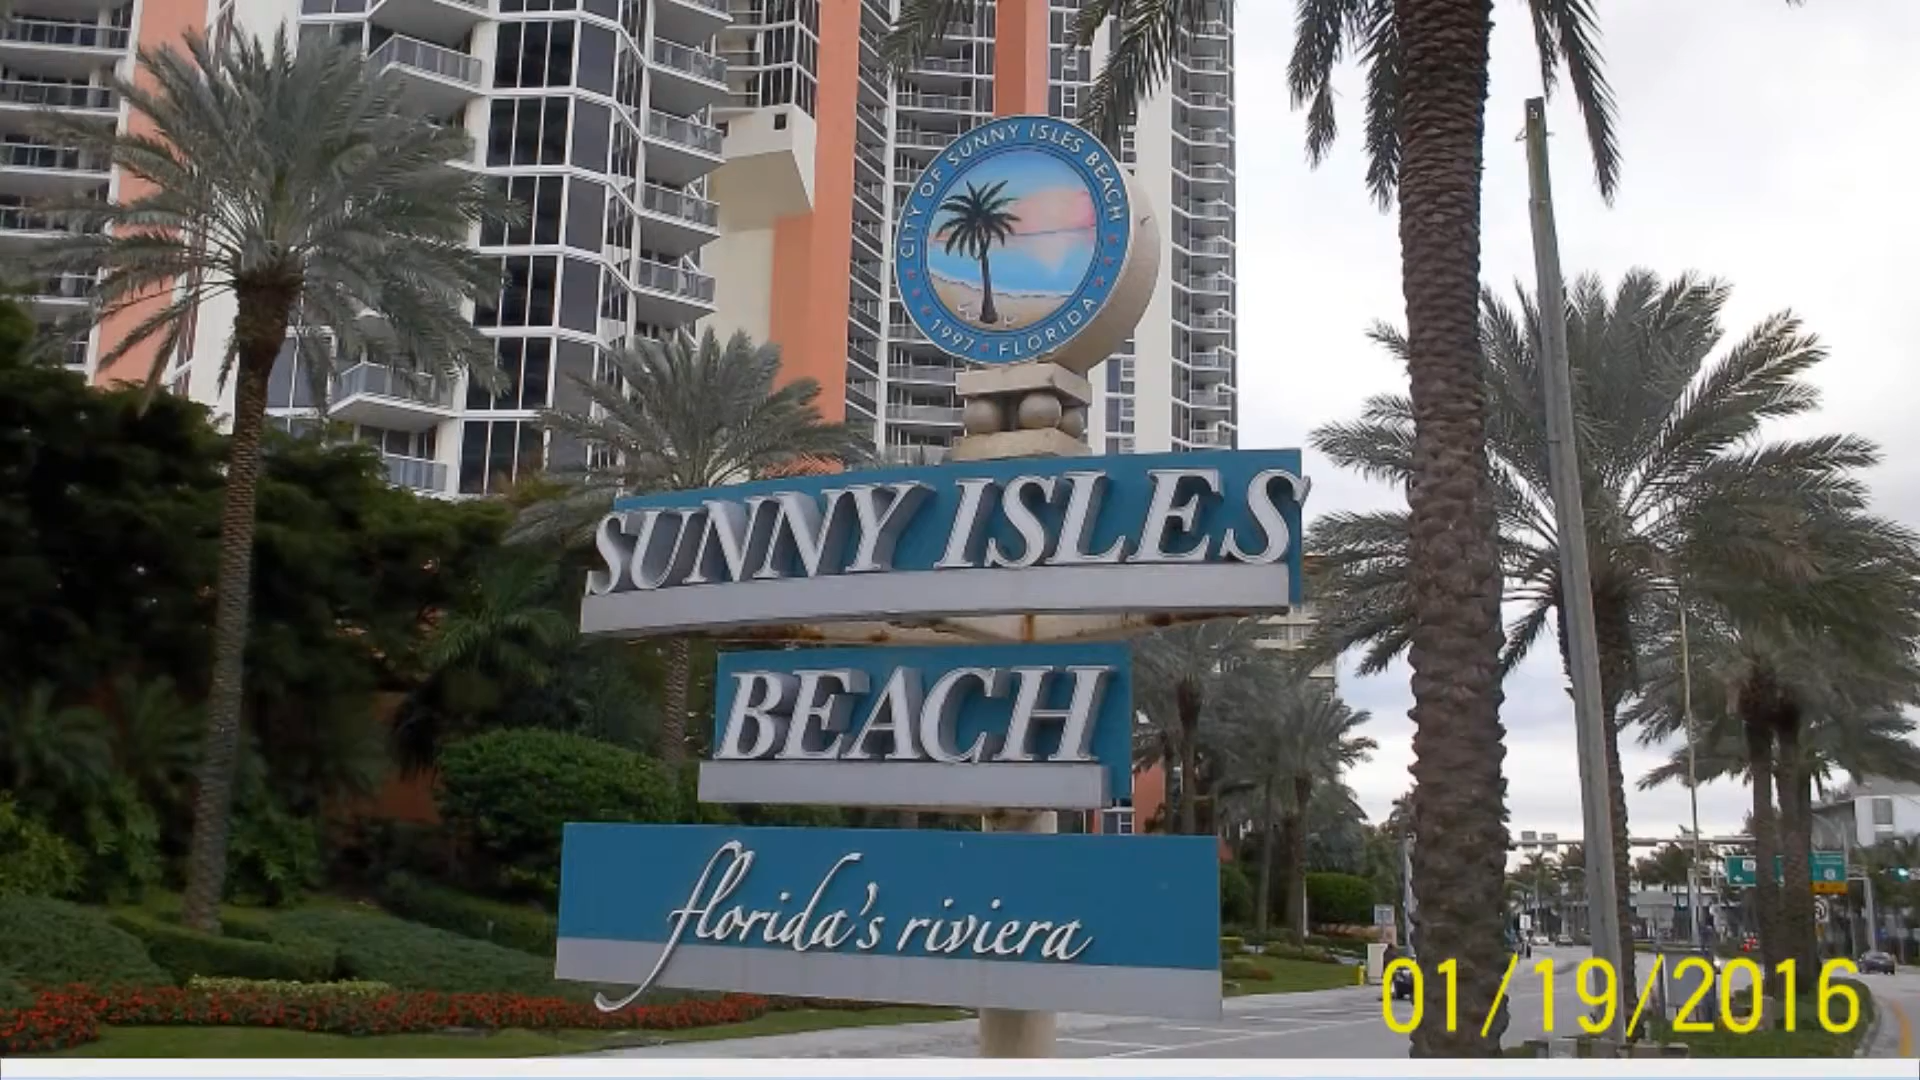 CITY OF SUNNY ISLES BEACH
1997 FLORIDA
SUNNY ISLES
BEACH
florida's riviera
01/19/2016